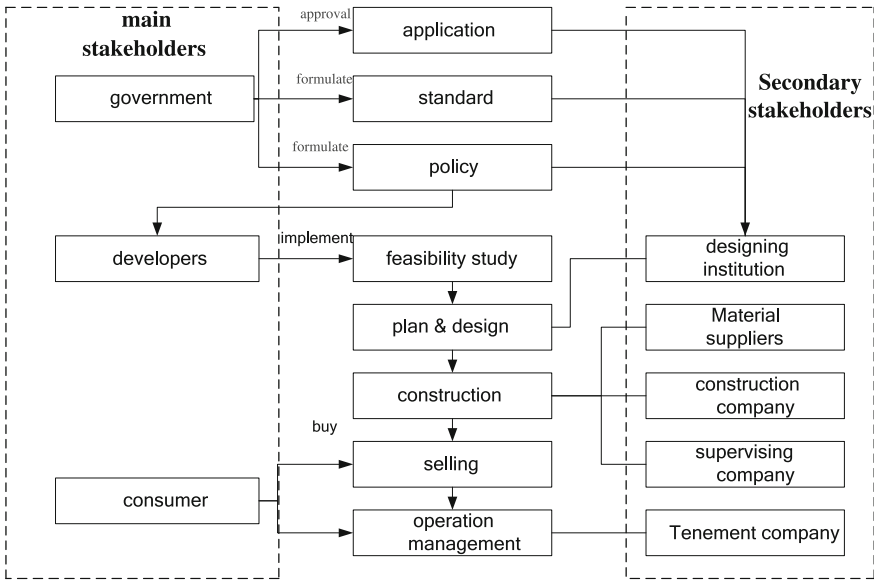 main
stakeholders
approval
application
Secondary
stakeholders
government
formulate
standard
formulate
policy
developers
implement
feasibility study
designing
institution
plan & design
Material
suppliers
construction
construction
company
buy
selling
supervising
company
consumer
operation
management
Tenement company